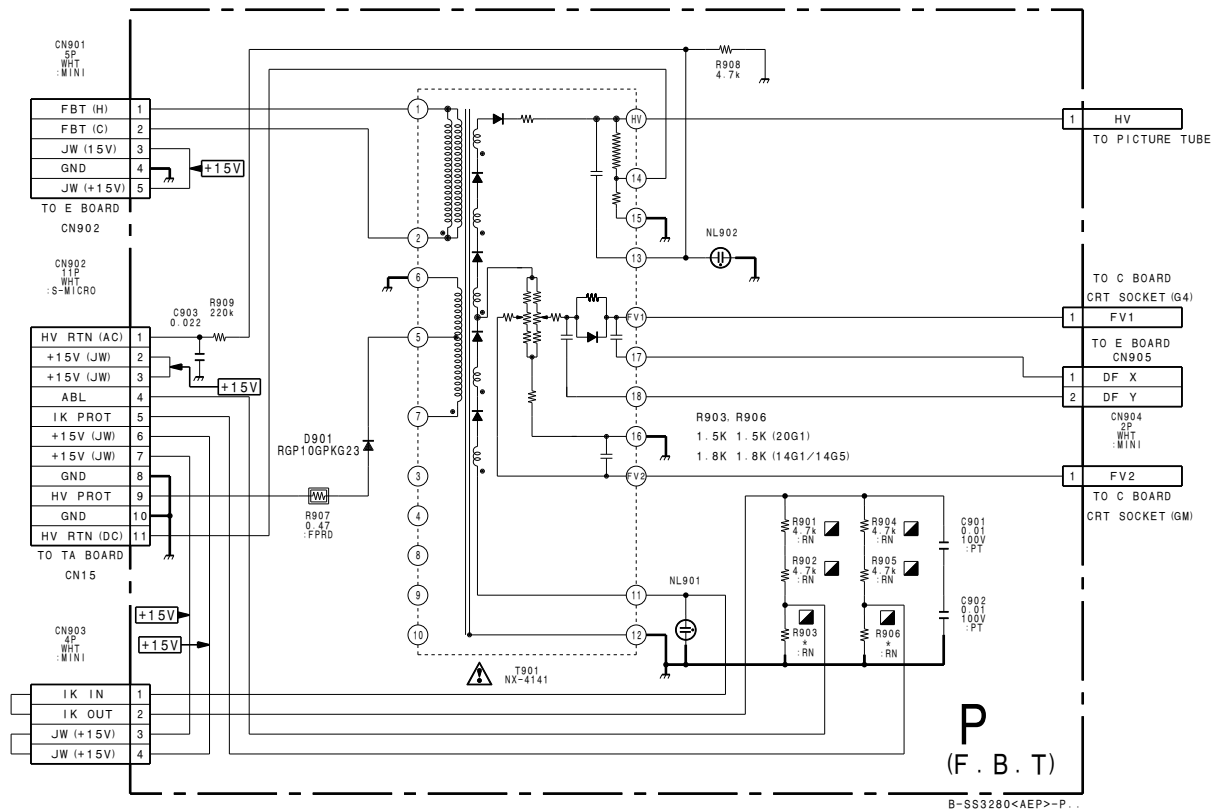 CN901
5P
WHT
:MINI
FBT (H) 1
FBT (C) 2
JW (15V) 3
GND 4
JW (+15V) 5
+15V
TO E BOARD
CN902
CN902
11P
WHT
:S-MICRO
C903
0.022
R909
220k
HV RTN (AC) 1
+15V (JW) 2
+15V (JW) 3
ABL 4
IK PROT 5
+15V (JW) 6
+15V (JW) 7
GND 8
HV PROT 9
GND 10
HV RTN (DC) 11
+15V
TO TA BOARD
CN15
D901
RGP10GPKG23
R907
0.47
:FPRD
+15V
+15V
CN903
4P
WHT
:MINI
IK IN 1
IK OUT 2
JW (+15V) 3
JW (+15V) 4
1
2
6
5
7
3
4
8
9
10
HV
14
15
13
FV1
17
18
16
FV2
11
12
T901
NX-4141
R908
4.7k
NL902
NL901
R903. R906
1.5K 1.5K (20G1)
1.8K 1.8K (14G1/14G5)
R901
4.7k
:RN
R902
4.7k
:RN
R903
*
:RN
R904
4.7k
:RN
R905
4.7k
:RN
R906
*
:RN
C901
0.01
100V
:PT
C902
0.01
100V
:PT
1 HV
TO PICTURE TUBE
TO C BOARD
CRT SOCKET (G4)
1 FV1
TO E BOARD
CN905
1 DF X
2 DF Y
CN904
2P
WHT
:MINI
1 FV2
TO C BOARD
CRT SOCKET (GM)
P
(F.B.T)
B-SS3280<AEP>-P..